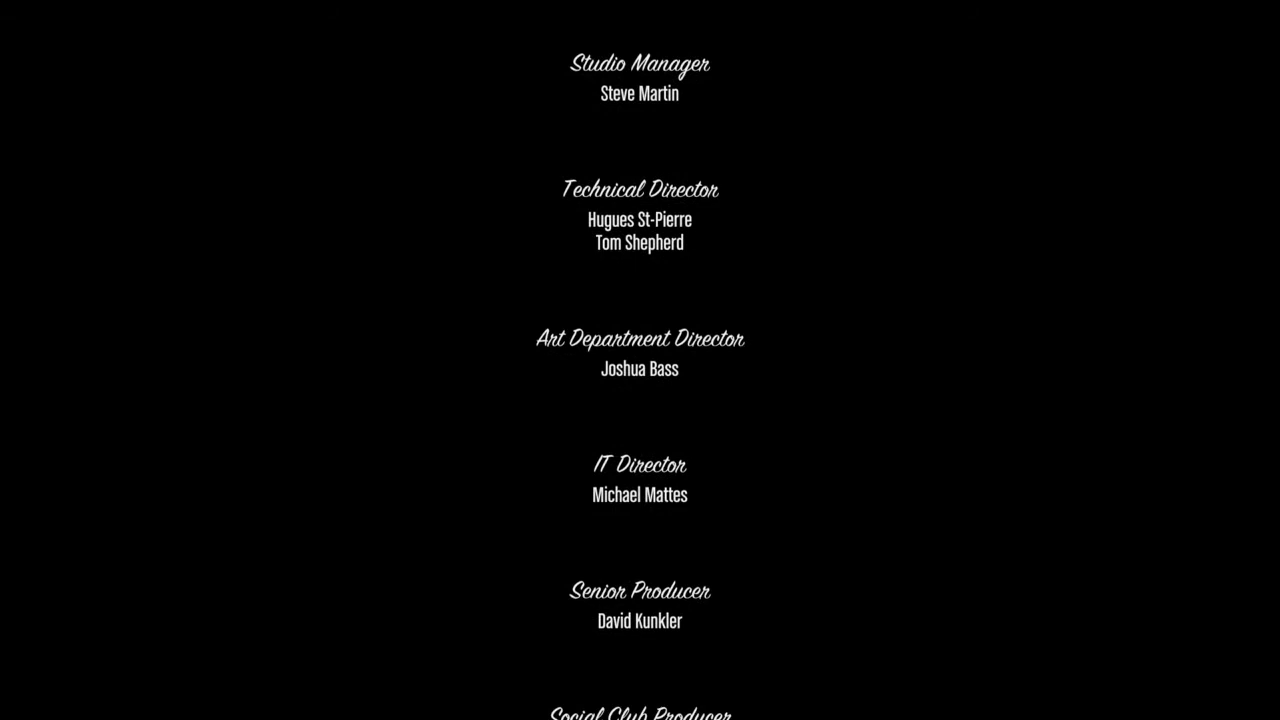 Studio Manager
Steve Martin
Technical Director
Hugues St-Pierre
Tom Shepherd
Art Department Director
Joshua Bass
IT Director
Michael Mattes
Senior Producer
David Kunkler
Social Club Producer